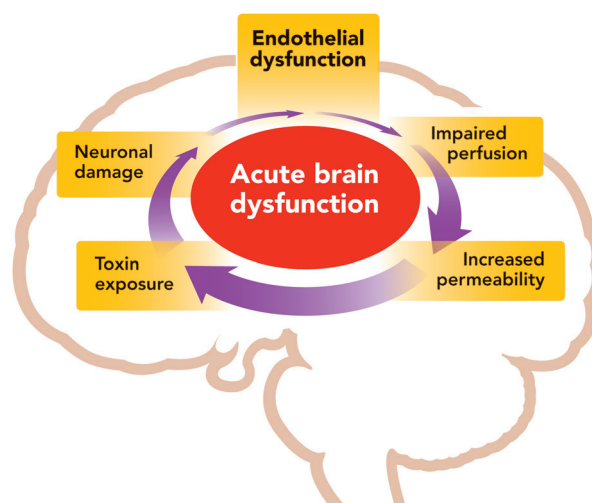 Endothelial
dysfunction
Impaired
perfusion
Neuronal
damage
Acute brain
dysfunction
Toxin
exposure
Increased
permeability